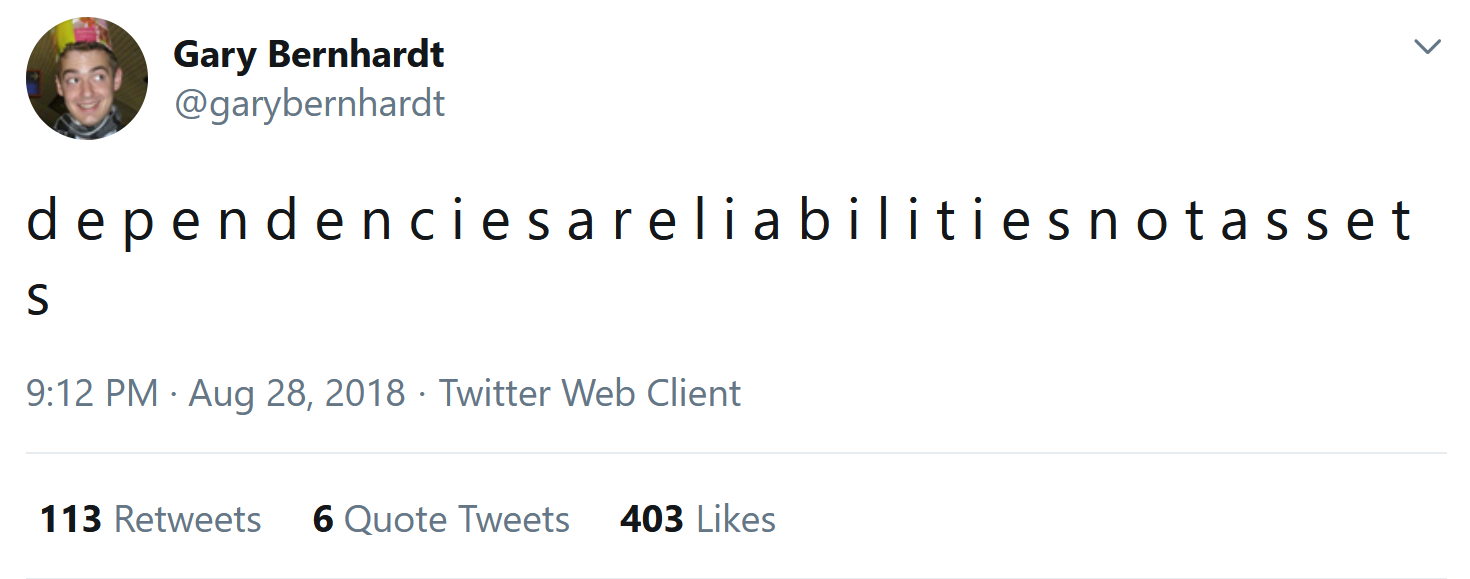 Gary Bernhardt
@garybernhardt
d e p e n d e n c i e s a r e l i a b i l i t i e s n o t a s s e t
s
9:12 PM · Aug 28, 2018 · Twitter Web Client
113 Retweets 6 Quote Tweets 403 Likes